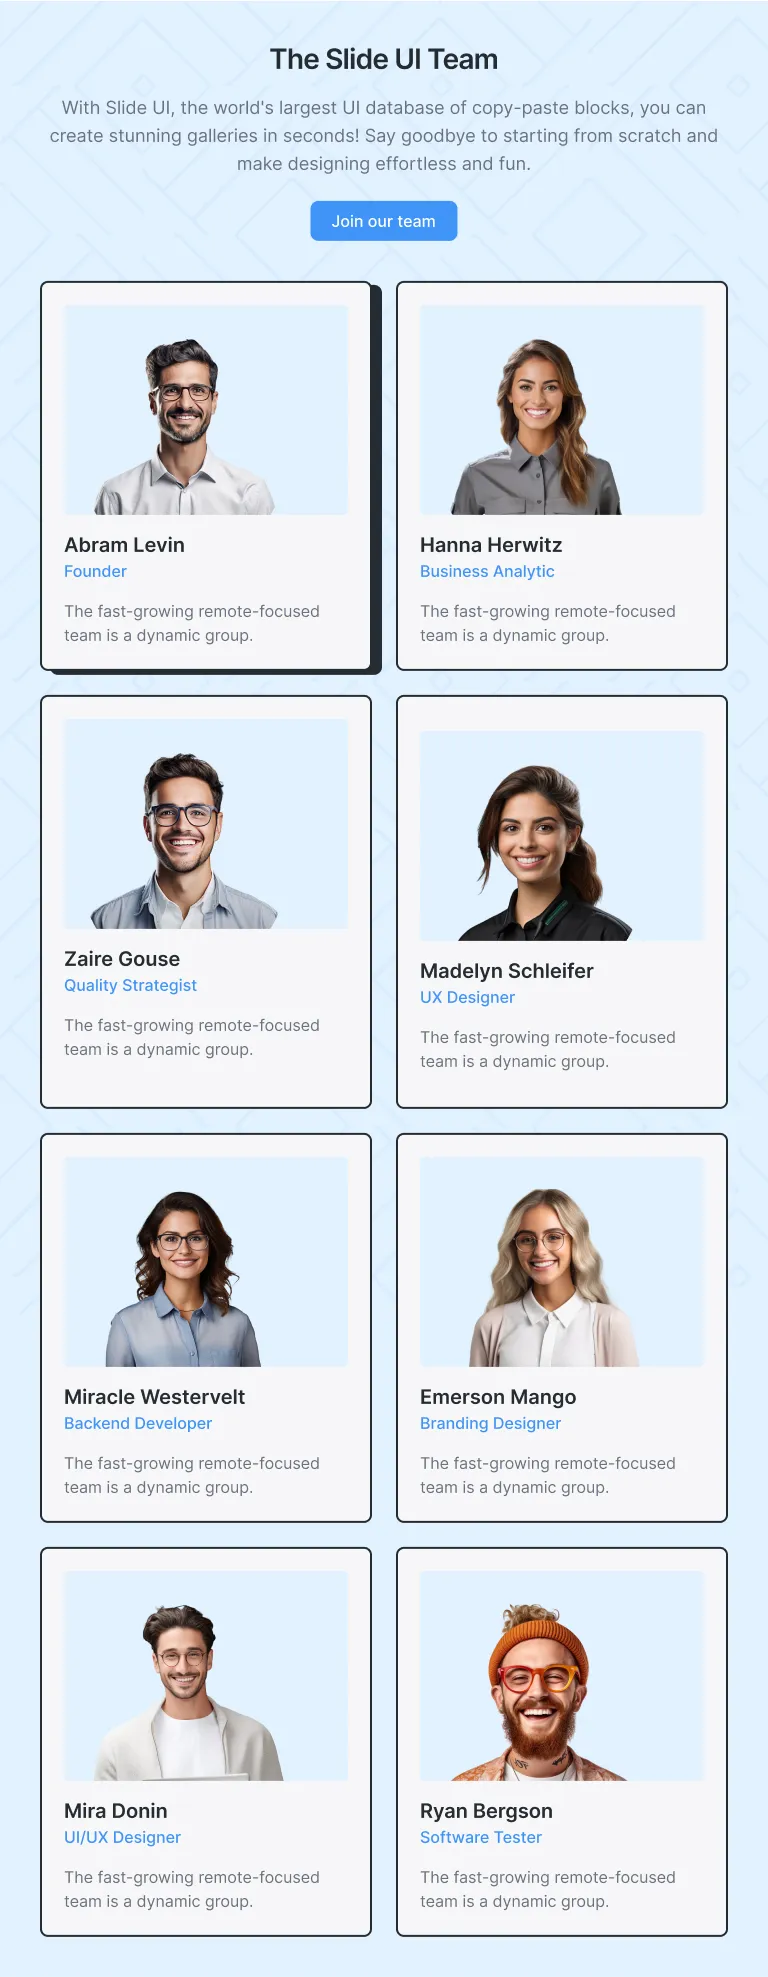 The Slide UI Team
With Slide UI, the world's largest UI database of copy-paste blocks, you can
create stunning galleries in seconds! Say goodbye to starting from scratch and
make designing effortless and fun.
Join our team
Abram Levin
Founder
The fast-growing remote-focused
team is a dynamic group.
Hanna Herwitz
Business Analytic
The fast-growing remote-focused
team is a dynamic group.
Zaire Gouse
Quality Strategist
The fast-growing remote-focused
team is a dynamic group.
Madelyn Schleifer
UX Designer
The fast-growing remote-focused
team is a dynamic group.
Miracle Westervelt
Backend Developer
The fast-growing remote-focused
team is a dynamic group.
Emerson Mango
Branding Designer
The fast-growing remote-focused
team is a dynamic group.
Mira Donin
UI/UX Designer
The fast-growing remote-focused
team is a dynamic group.
Ryan Bergson
Software Tester
The fast-growing remote-focused
team is a dynamic group.